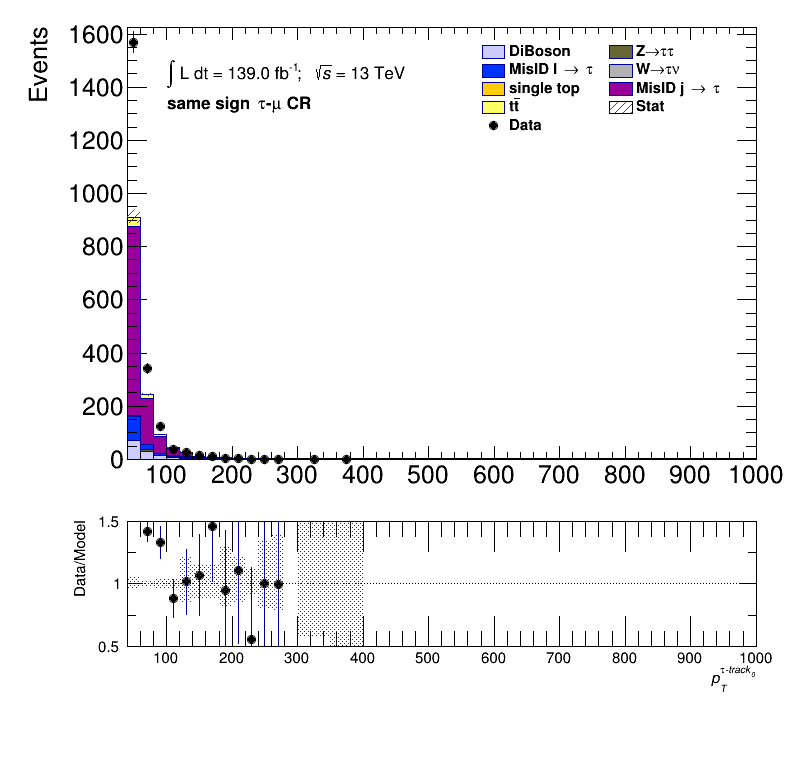 Events
1600
1400
1200
1000
800
600
400
200
0
∫ L dt = 139.0 fb⁻¹; √s = 13 TeV
same sign τ-μ CR
DiBoson
MisID l → τ
single top
tt̄
Data
Z→ττ
W→τν
MisID j → τ
Stat
100 200 300 400 500 600 700 800 900 1000
Data/Model
1.5
1
0.5
100 200 300 400 500 600 700 800 900 1000
p_T^{τ-track_0}